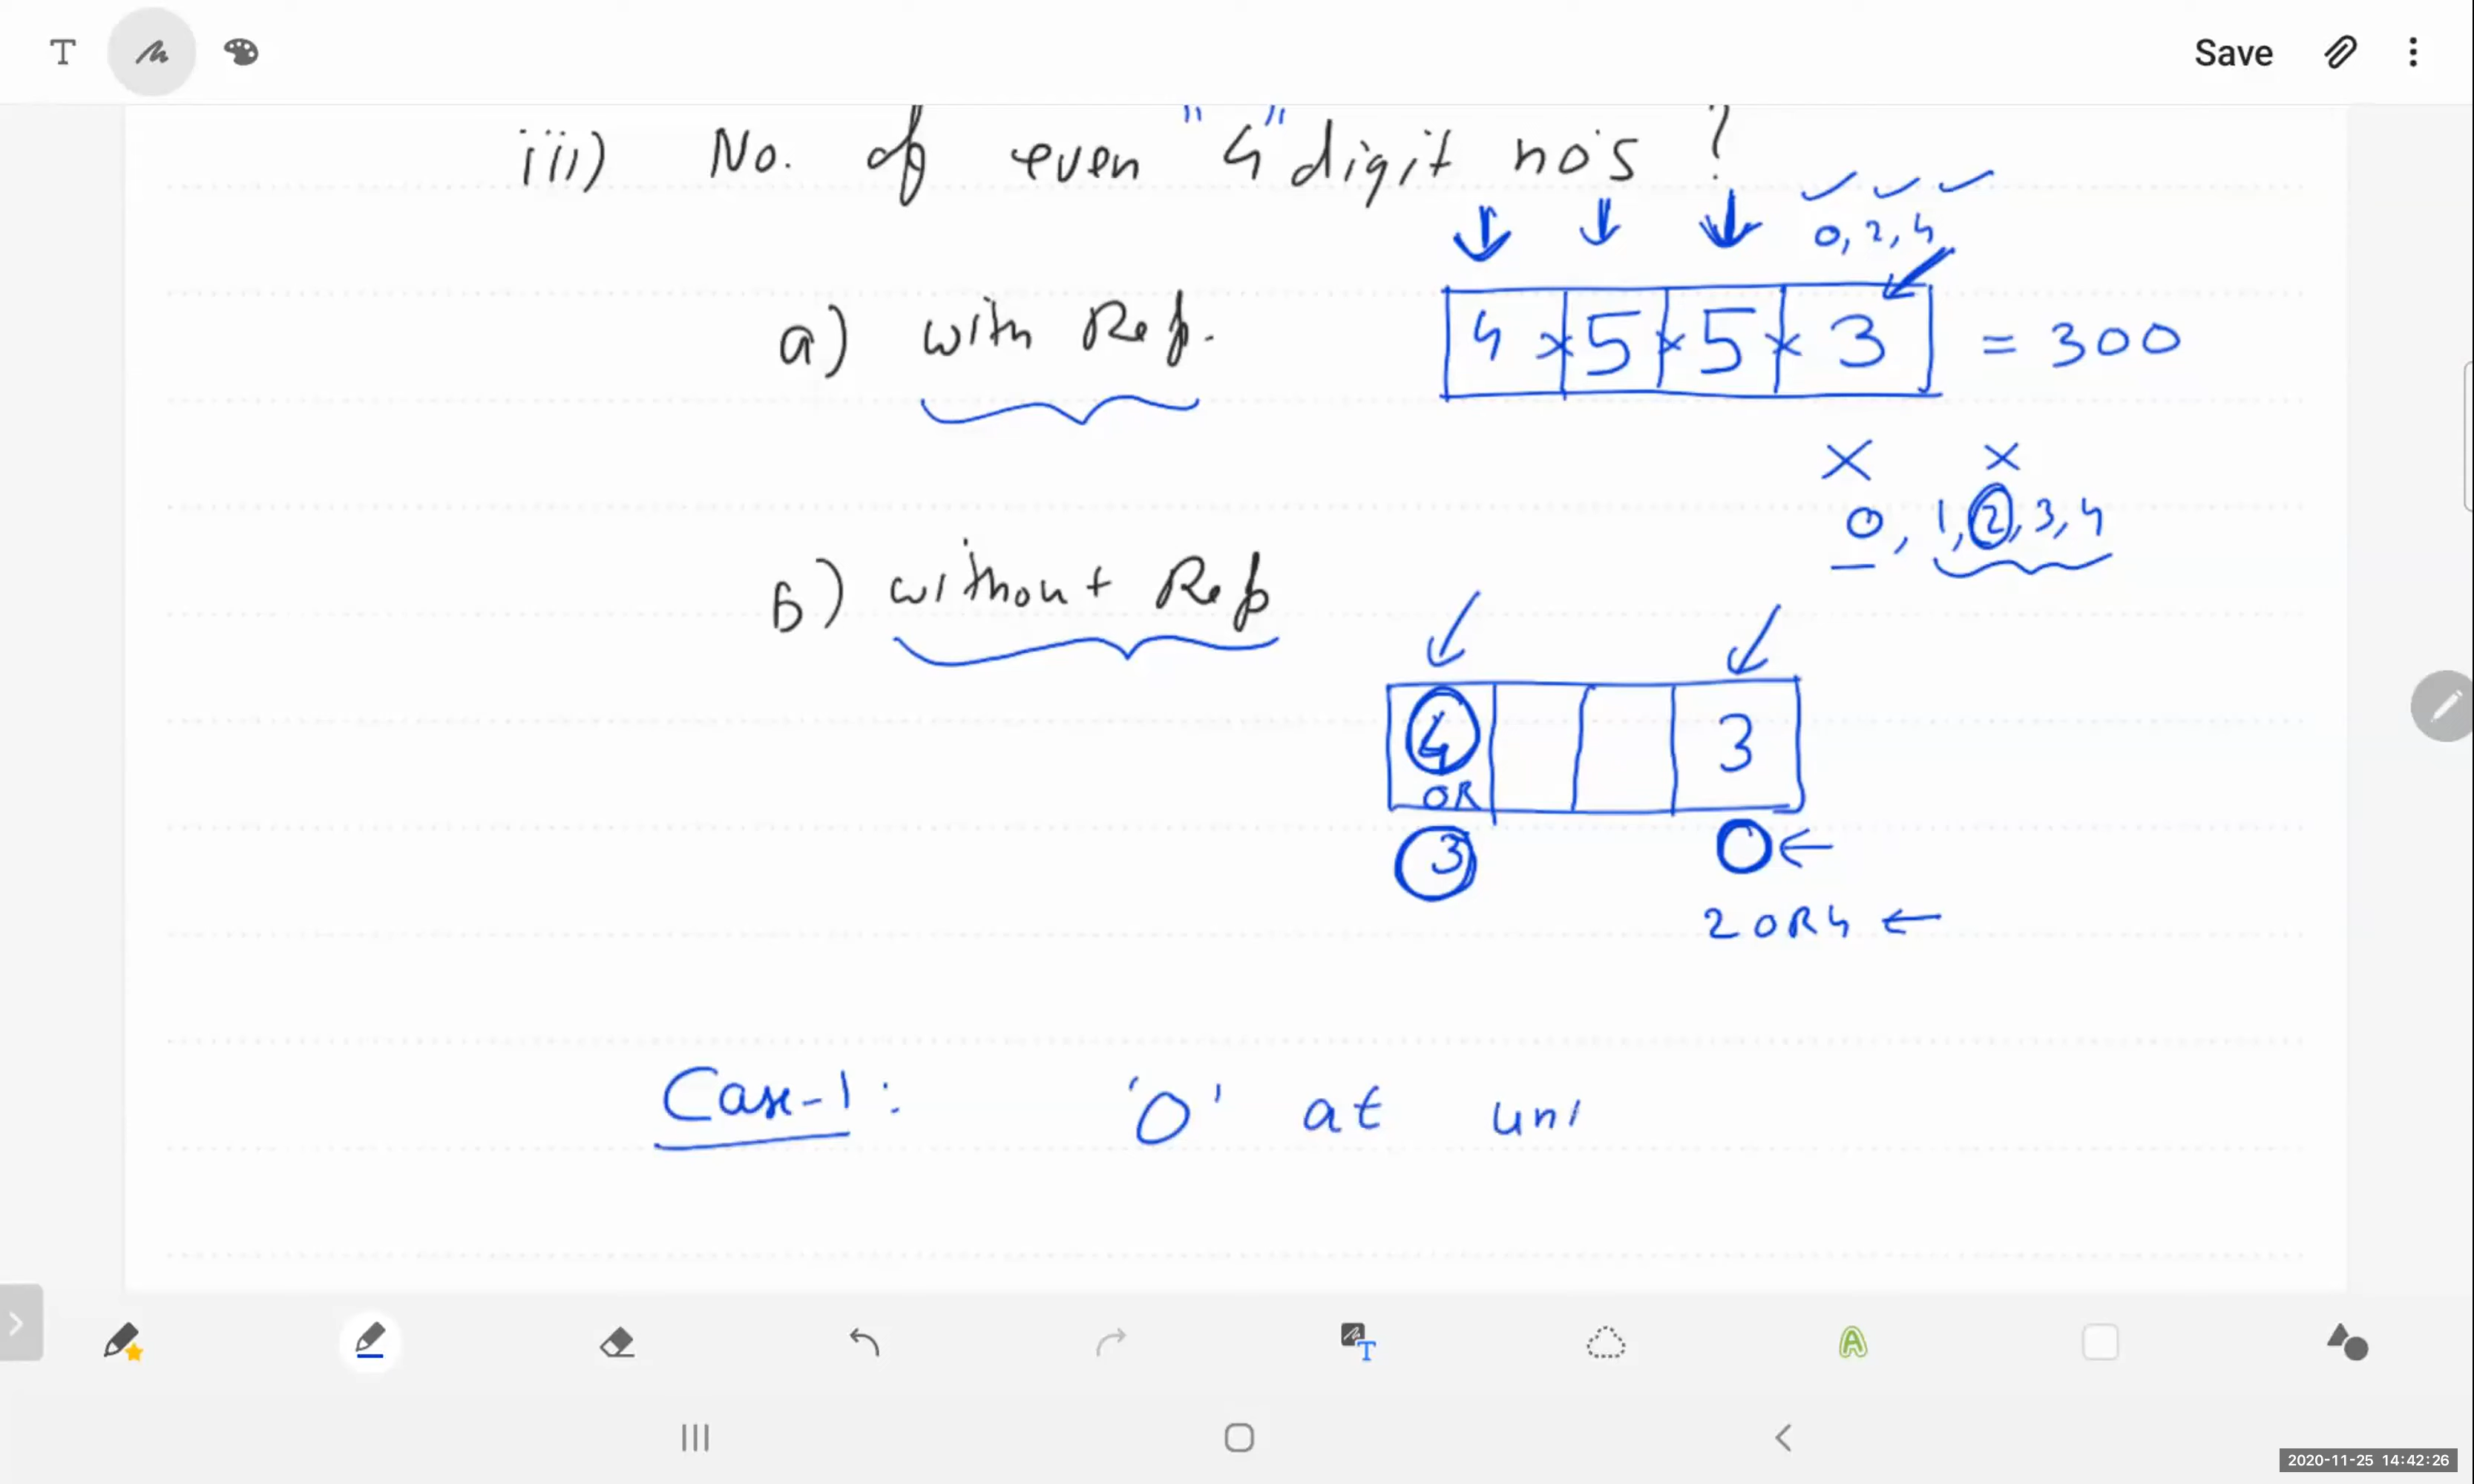 T Save
iii) No. of even "4" digit no's ?
0, 2, 4
a) with Rep. 4 × 5 × 5 × 3 = 300
× ×
0, 1, 2, 3, 4
b) without Rep
4 3
OR
3 0 ←
2 OR 4 ←
Case-1 : '0' at uni
T A
2020-11-25 14:42:26